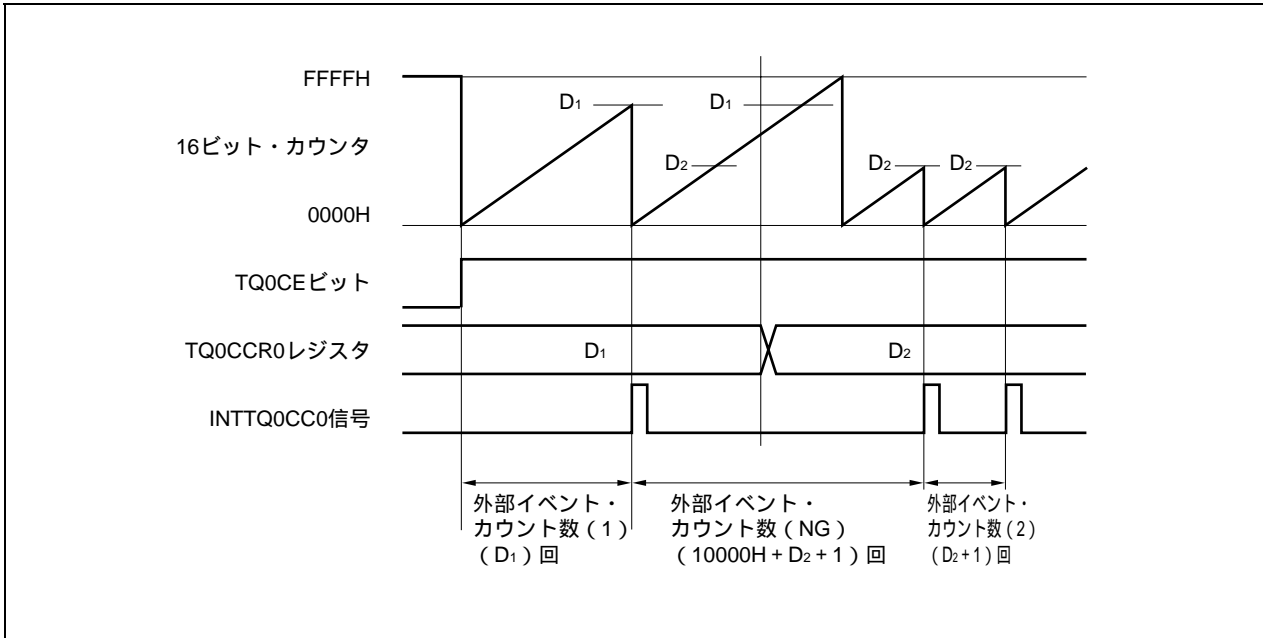 FFFFH
D1
D1
16ビット・カウンタ
D2
D2
D2
0000H
TQ0CEビット
TQ0CCR0レジスタ
D1
D2
INTTQ0CC0信号
外部イベント・
カウント数（1）
（D1）回
外部イベント・
カウント数（NG）
（10000H + D2 + 1）回
外部イベント・
カウント数（2）
（D2 + 1）回